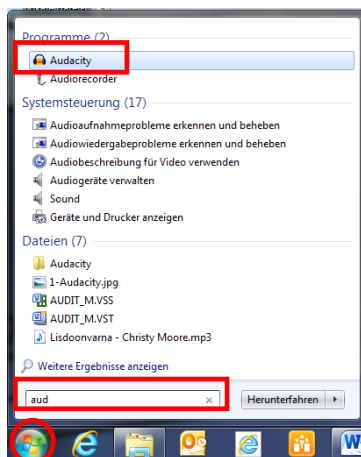 Programme (2)
Audacity
Audiorecorder
Systemsteuerung (17)
Audioaufnahmeprobleme erkennen und beheben
Audiowiedergabeprobleme erkennen und beheben
Audiobeschreibung für Video verwenden
Audiogeräte verwalten
Sound
Geräte und Drucker anzeigen
Dateien (7)
Audacity
1-Audacity.jpg
AUDIT_M.VSS
AUDIT_M.VST
Lisdoonvarna - Christy Moore.mp3
Weitere Ergebnisse anzeigen
aud
Herunterfahren